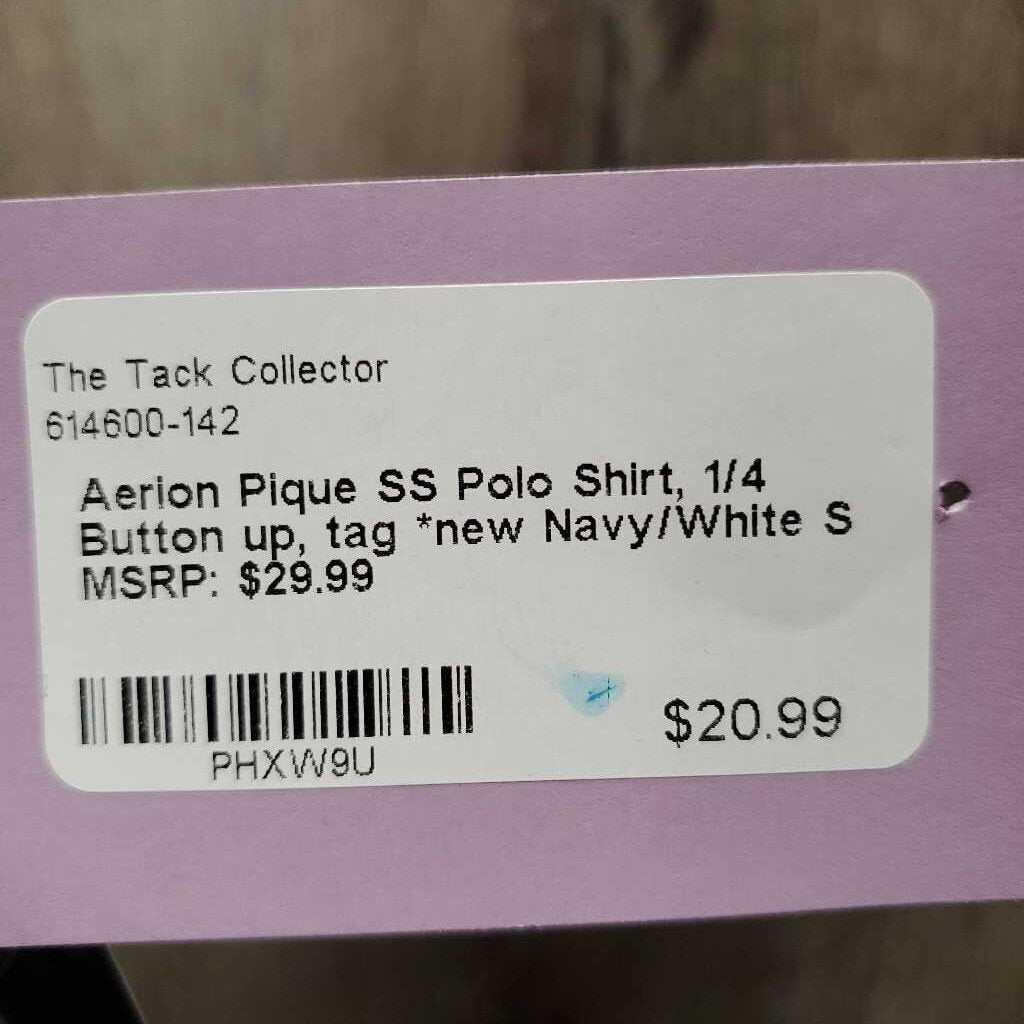 The Tack Collector
614600-142
Aerion Pique SS Polo Shirt, 1/4
Button up, tag *new Navy/White S
MSRP: $29.99
PHXW9U
$20.99